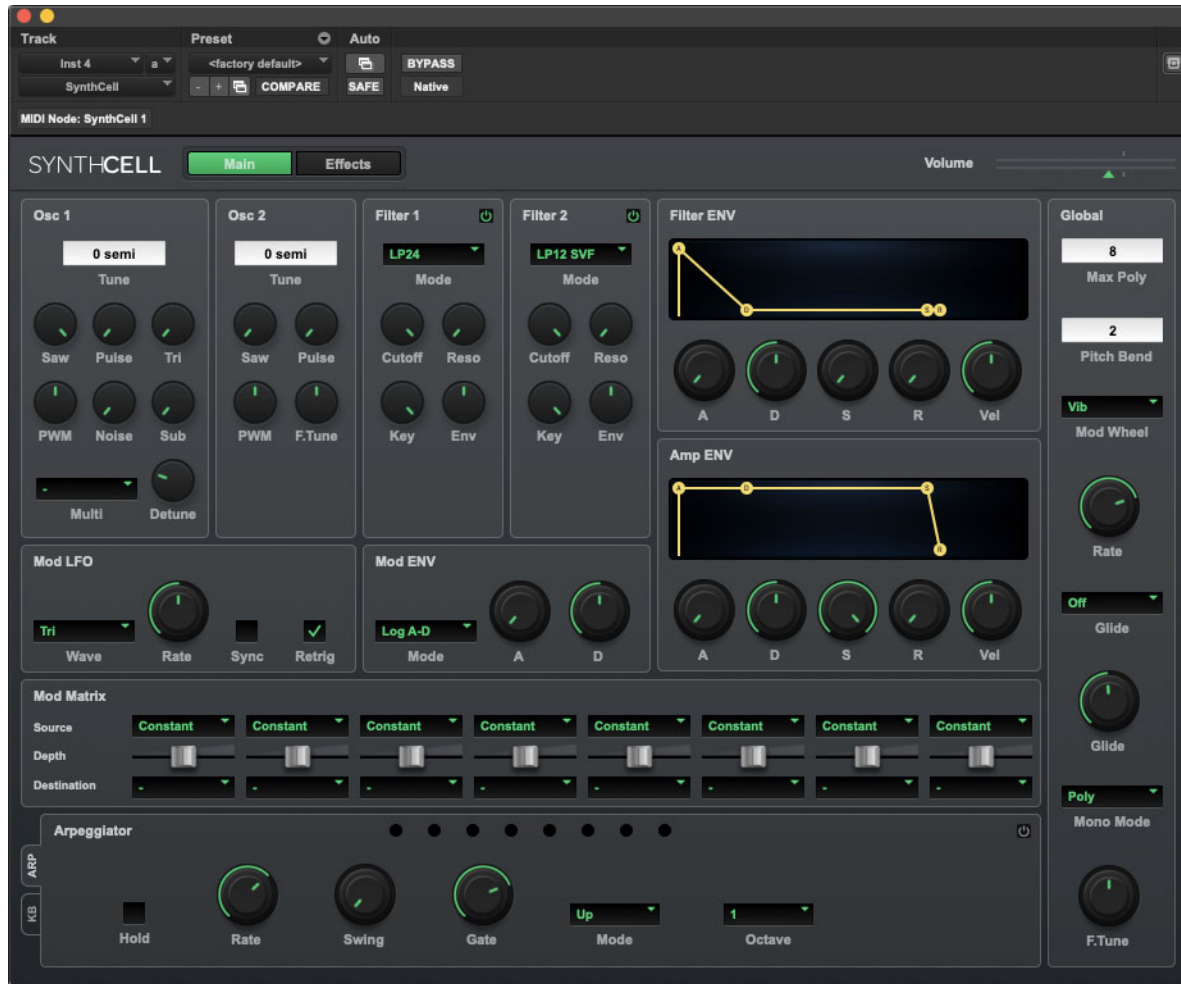 Track Preset Auto
Inst 4 a <factory default> BYPASS
SynthCell - + COMPARE SAFE Native
MIDI Node: SynthCell 1
SYNTHCELL Main Effects Volume
Osc 1 Osc 2 Filter 1 Filter 2 Filter ENV Global
0 semi 0 semi LP24 LP12 SVF 8
Tune Tune Mode Mode Max Poly
A D S R
2
Saw Pulse Tri Saw Pulse Cutoff Reso Cutoff Reso Pitch Bend
Vib
A D S R Vel
PWM Noise Sub PWM F.Tune Key Env Key Env Mod Wheel
Amp ENV
- A D S R
Multi Detune Rate
Mod LFO Mod ENV
Off
Tri Log A-D Glide
Wave Rate Sync Retrig Mode A D A D S R Vel
Mod Matrix
Source Constant Constant Constant Constant Constant Constant Constant Constant
Depth Glide
Destination - - - - - - - -
Poly
Arpeggiator Mono Mode
ARP
KB
Up 1
Hold Rate Swing Gate Mode Octave F.Tune